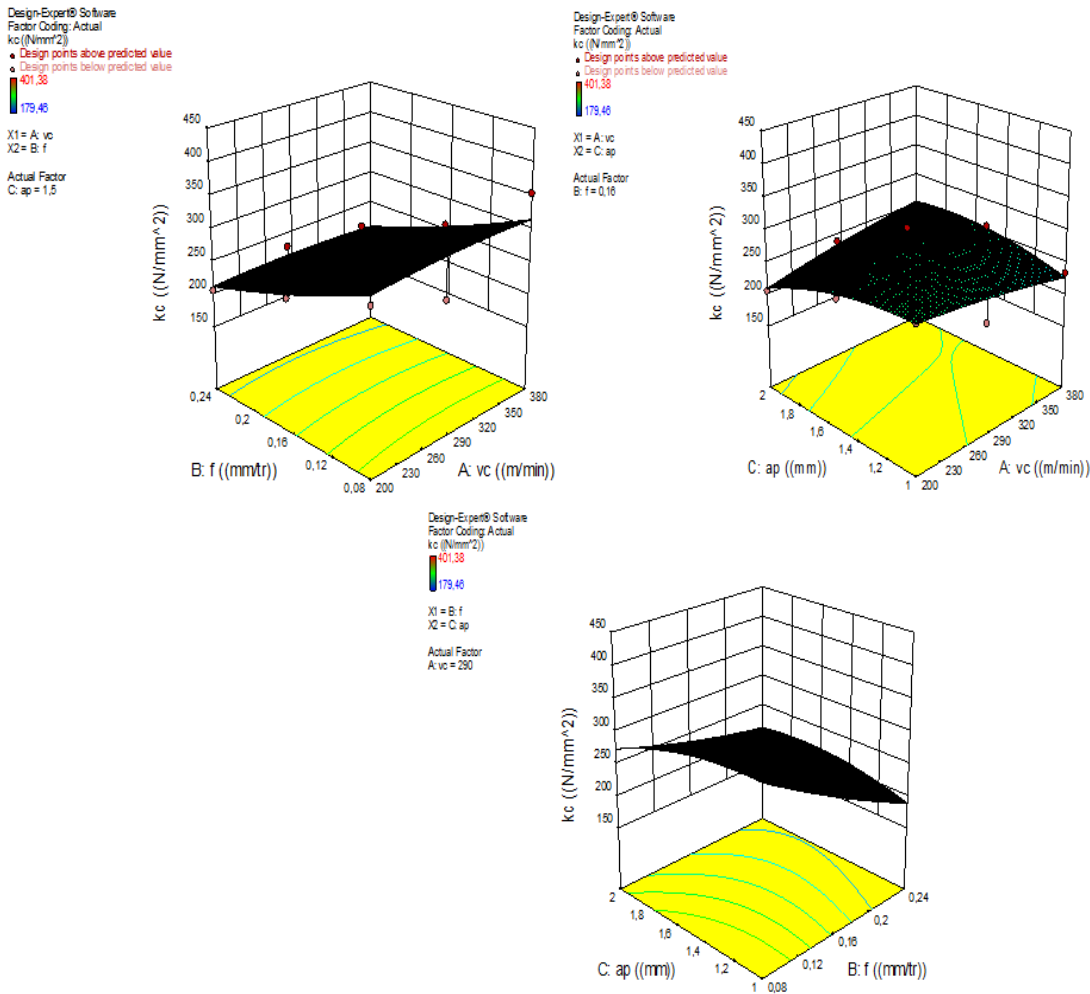 Design-Expert® Software
Factor Coding: Actual
kc ((N/mm^2))
Design points above predicted value
Design points below predicted value
401,38
179,46
X1 = A: vc
X2 = B: f
Actual Factor
C: ap = 1,5
450
400
350
300
250
200
150
kc ((N/mm^2))
0,24
0,2
0,16
0,12
0,08
B: f ((mm/tr))
200
230
260
290
320
350
380
A: vc ((m/min))
Design-Expert® Software
Factor Coding: Actual
kc ((N/mm^2))
Design points above predicted value
Design points below predicted value
401,38
179,46
X1 = A: vc
X2 = C: ap
Actual Factor
B: f = 0,16
450
400
350
300
250
200
150
kc ((N/mm^2))
2
1,8
1,6
1,4
1,2
1
C: ap ((mm))
200
230
260
290
320
350
380
A: vc ((m/min))
Design-Expert® Software
Factor Coding: Actual
kc ((N/mm^2))
401,38
179,46
X1 = B: f
X2 = C: ap
Actual Factor
A: vc = 290
450
400
350
300
250
200
150
kc ((N/mm^2))
2
1,8
1,6
1,4
1,2
1
C: ap ((mm))
0,08
0,12
0,16
0,2
0,24
B: f ((mm/tr))